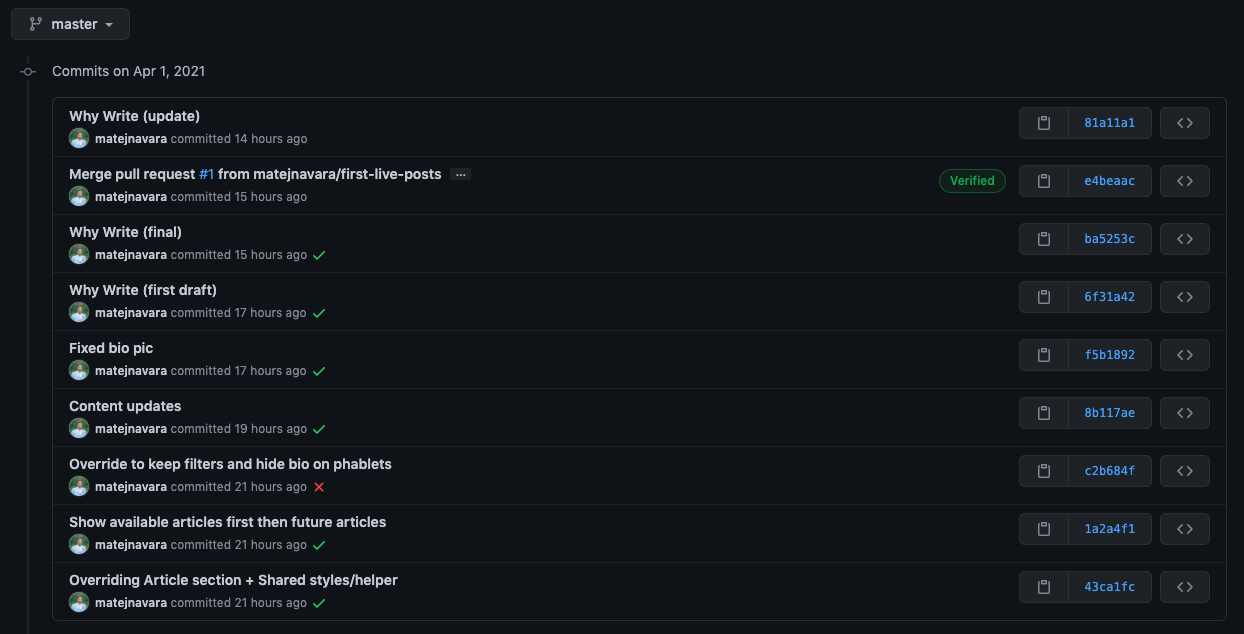 master
Commits on Apr 1, 2021
Why Write (update)
81a11a1
matejnavara committed 14 hours ago
Merge pull request #1 from matejnavara/first-live-posts ...
Verified
e4beaac
matejnavara committed 15 hours ago
Why Write (final)
ba5253c
matejnavara committed 15 hours ago
Why Write (first draft)
6f31a42
matejnavara committed 17 hours ago
Fixed bio pic
f5b1892
matejnavara committed 17 hours ago
Content updates
8b117ae
matejnavara committed 19 hours ago
Override to keep filters and hide bio on phablets
c2b684f
matejnavara committed 21 hours ago
Show available articles first then future articles
1a2a4f1
matejnavara committed 21 hours ago
Overriding Article section + Shared styles/helper
43ca1fc
matejnavara committed 21 hours ago